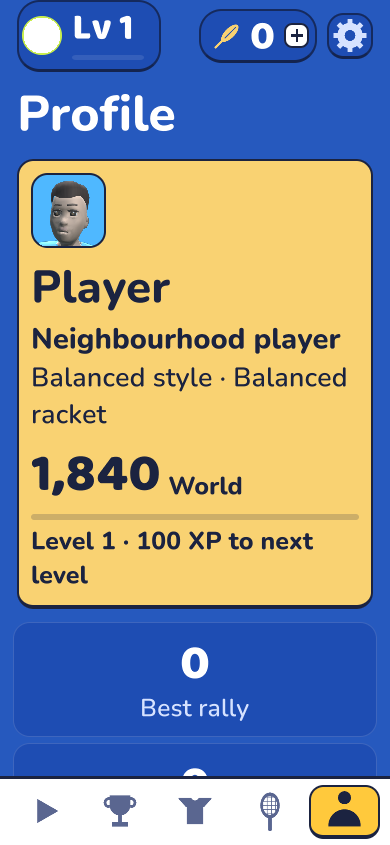 Lv 1
0
Profile
Player
Neighbourhood player
Balanced style · Balanced
racket
1,840 World
Level 1 · 100 XP to next
level
0
Best rally